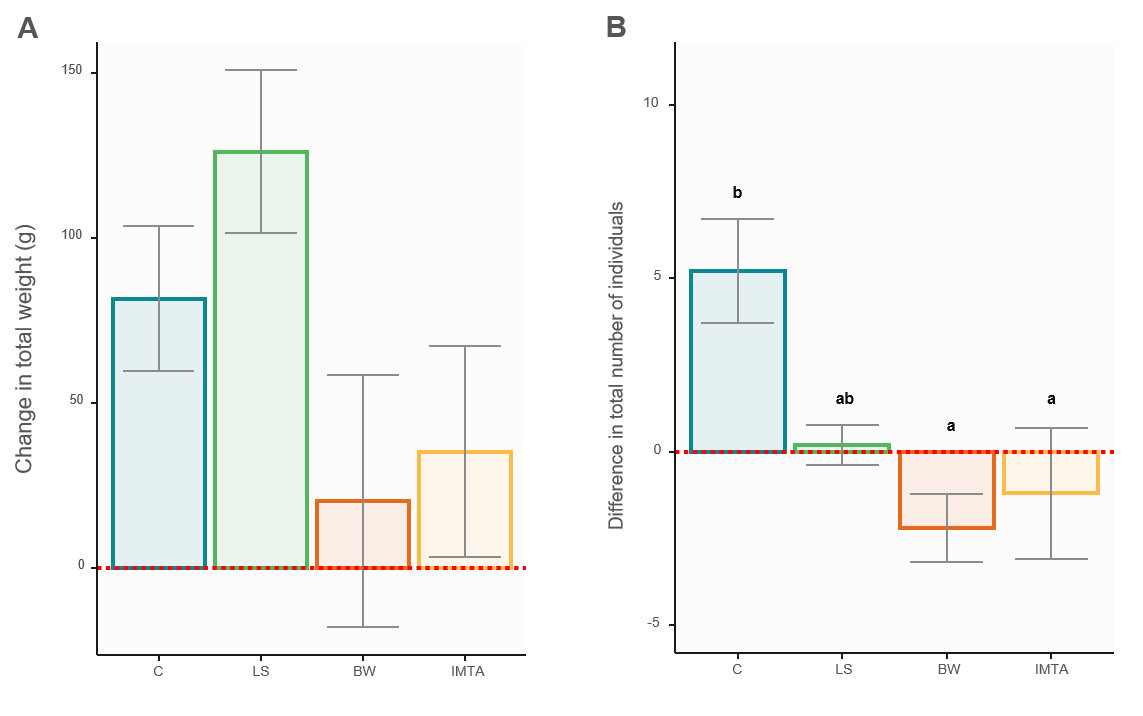 A
Change in total weight (g)
150
100
50
0
C LS BW IMTA
B
Difference in total number of individuals
10
5
0
-5
b
ab
a
a
C LS BW IMTA